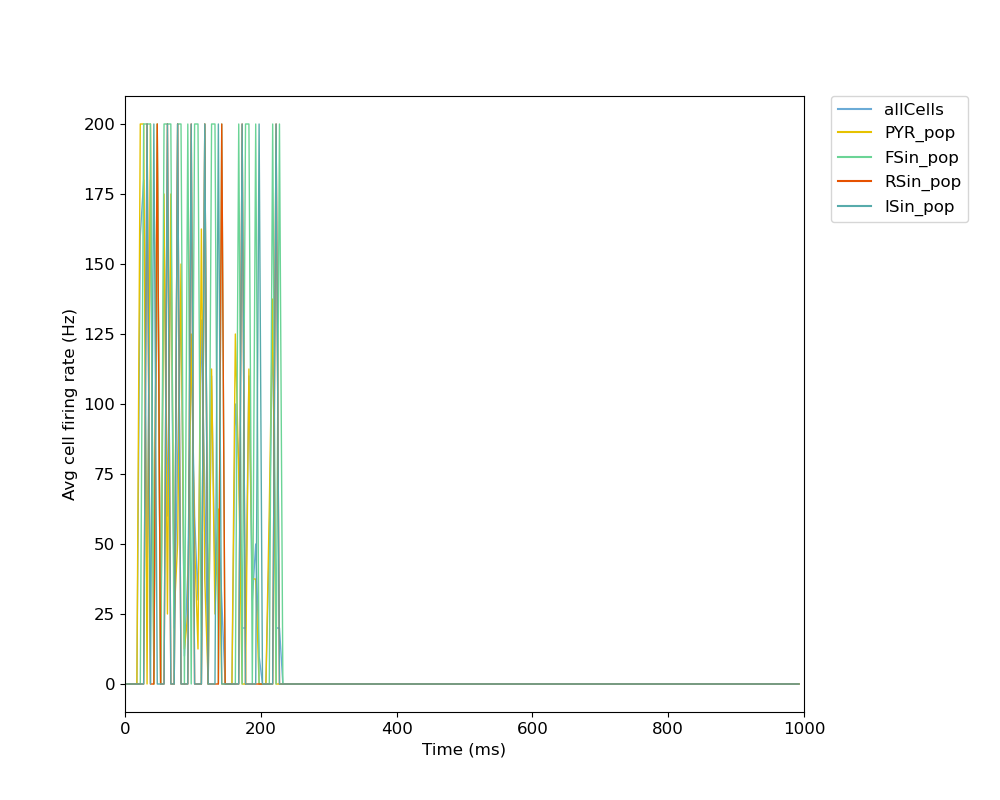 200
175
150
125
100
75
50
25
0
Avg cell firing rate (Hz)
0 200 400 600 800 1000
Time (ms)
allCells
PYR_pop
FSin_pop
RSin_pop
ISin_pop